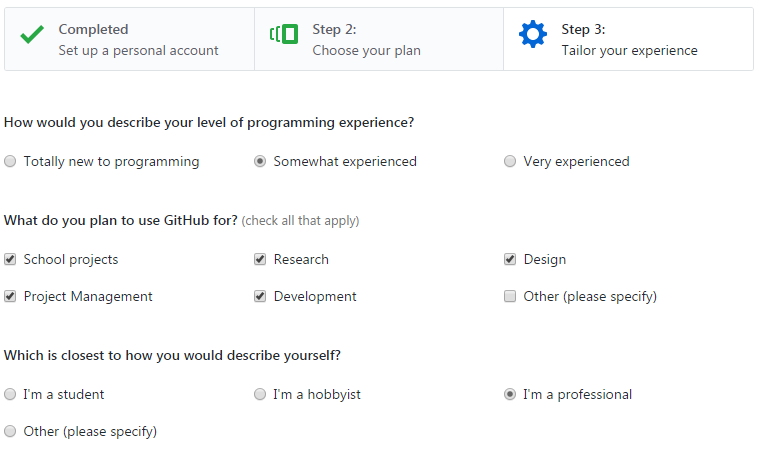 Completed
Set up a personal account
Step 2:
Choose your plan
Step 3:
Tailor your experience
How would you describe your level of programming experience?
Totally new to programming
Somewhat experienced
Very experienced
What do you plan to use GitHub for? (check all that apply)
School projects
Research
Design
Project Management
Development
Other (please specify)
Which is closest to how you would describe yourself?
I'm a student
I'm a hobbyist
I'm a professional
Other (please specify)